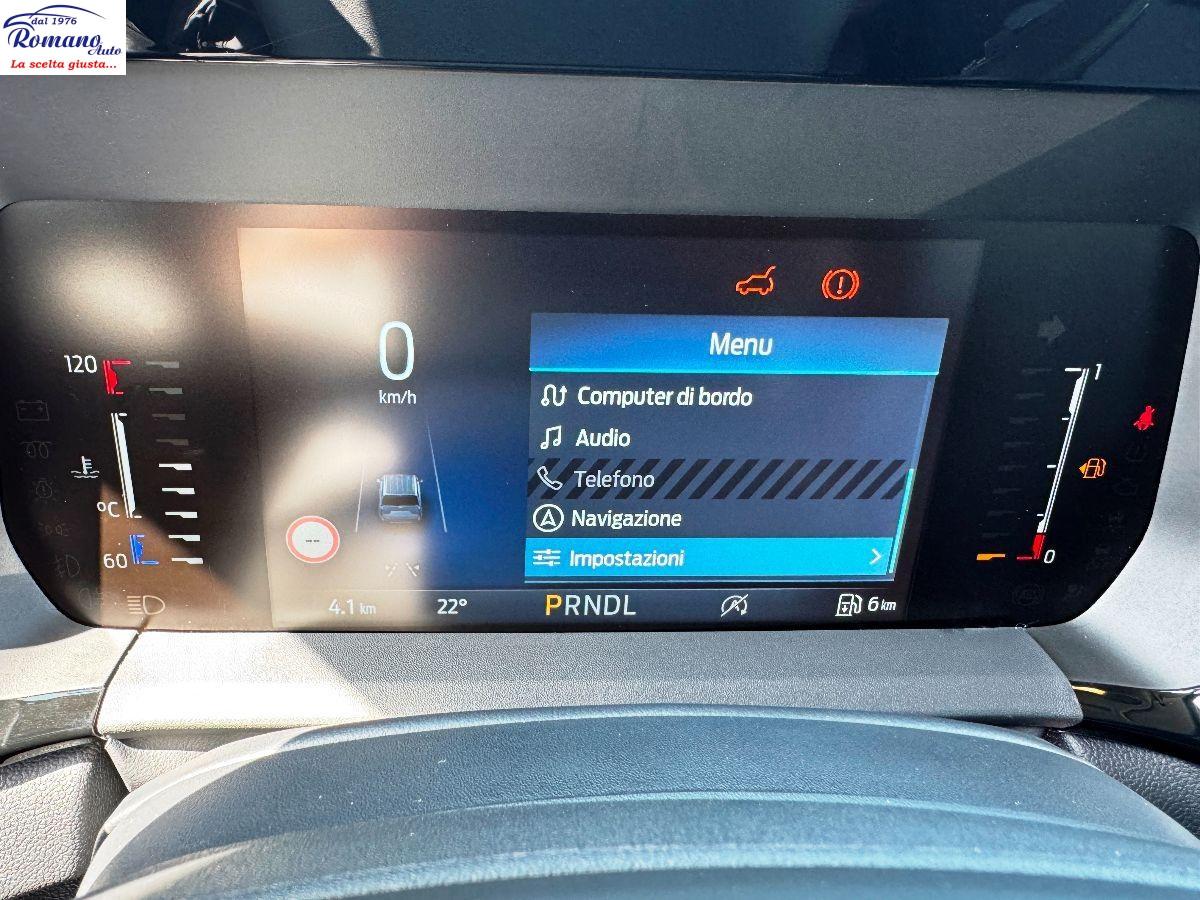 dal 1976
Romano
Auto
La scelta giusta...
120
°C
60
0
km/h
--
Menu
Computer di bordo
Audio
Telefono
Navigazione
Impostazioni
1
0
4.1 km
22°
PRNDL
6 km